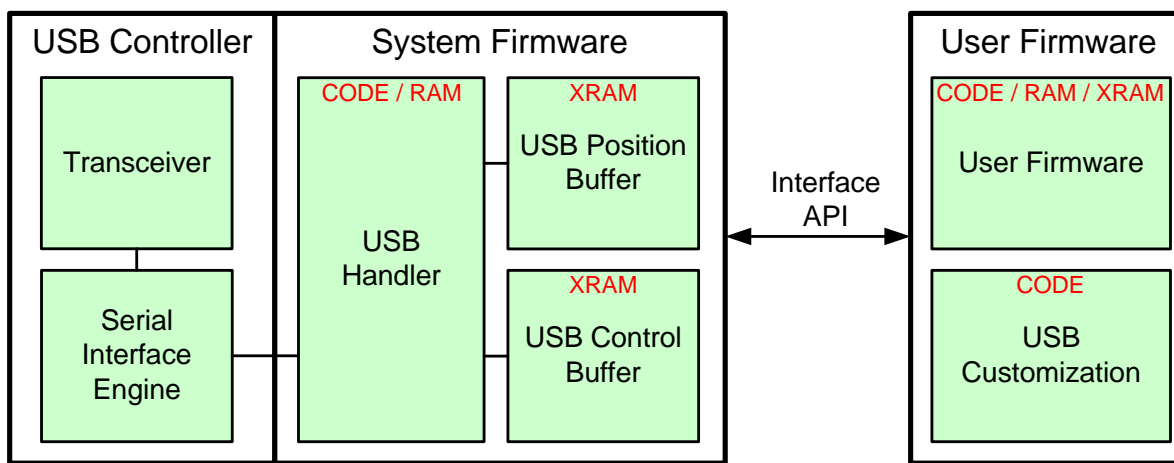 USB Controller
Transceiver
Serial
Interface
Engine
System Firmware
CODE / RAM
USB
Handler
XRAM
USB Position
Buffer
XRAM
USB Control
Buffer
Interface
API
User Firmware
CODE / RAM / XRAM
User Firmware
CODE
USB
Customization